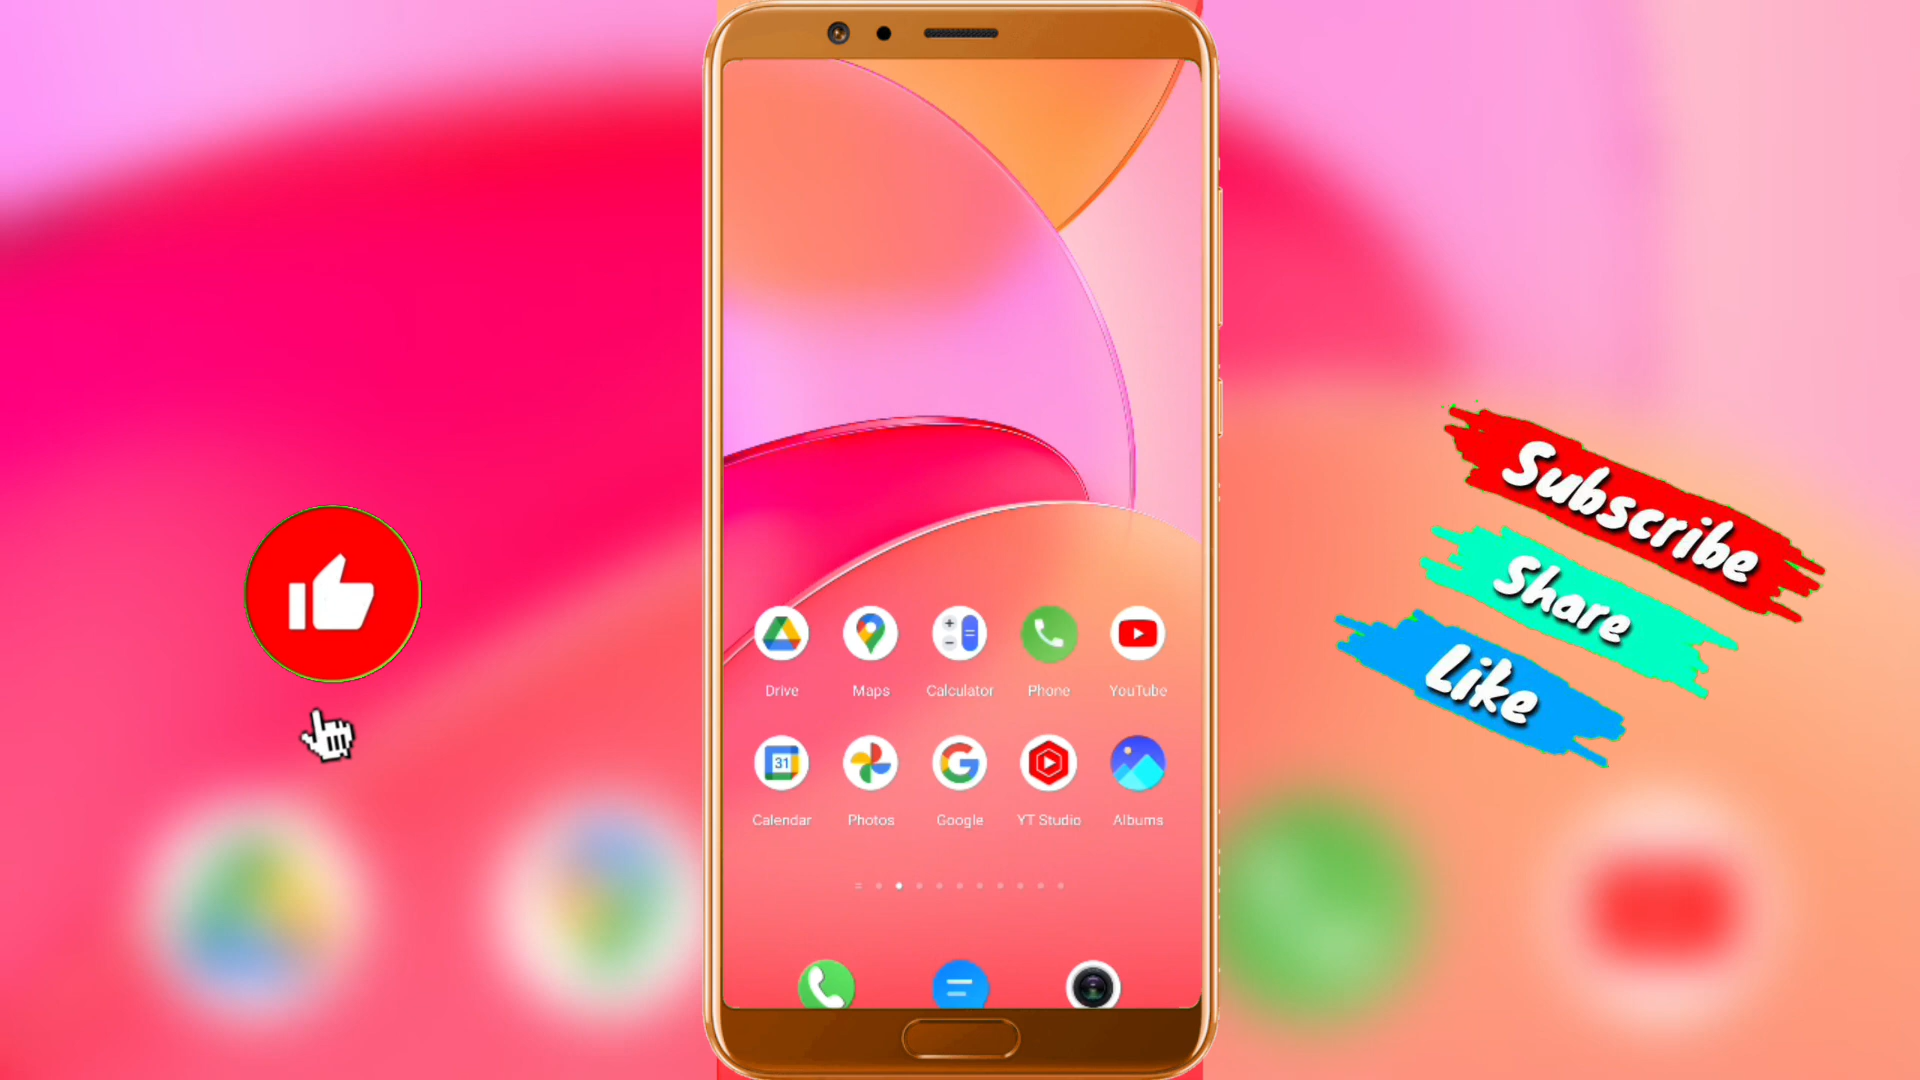 Subscribe
Share
Like
Drive Maps Calculator Phone YouTube
31
Calendar Photos Google YT Studio Albums